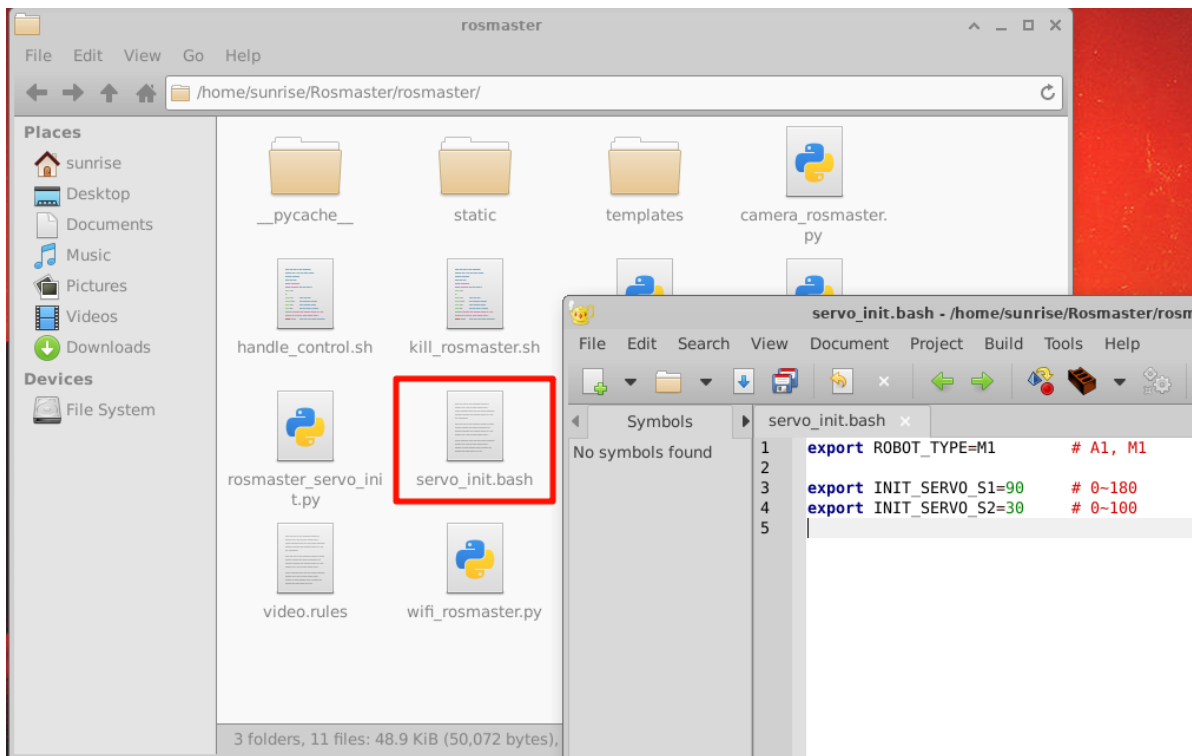 rosmaster
File Edit View Go Help
/home/sunrise/Rosmaster/rosmaster/
Places
sunrise
Desktop
Documents
Music
Pictures
Videos
Downloads
Devices
File System
__pycache__
static
templates
camera_rosmaster.
py
handle_control.sh
kill_rosmaster.sh
rosmaster_servo_ini
t.py
servo_init.bash
video.rules
wifi_rosmaster.py
3 folders, 11 files: 48.9 KiB (50,072 bytes),
servo_init.bash - /home/sunrise/Rosmaster/rosm
File Edit Search View Document Project Build Tools Help
Symbols
servo_init.bash
No symbols found
1 export ROBOT_TYPE=M1 # A1, M1
2
3 export INIT_SERVO_S1=90 # 0~180
4 export INIT_SERVO_S2=30 # 0~100
5